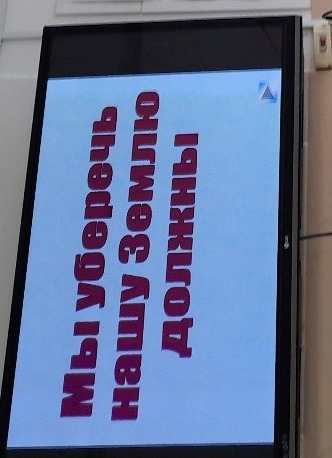 Мы уберечь
нашу Землю
должны